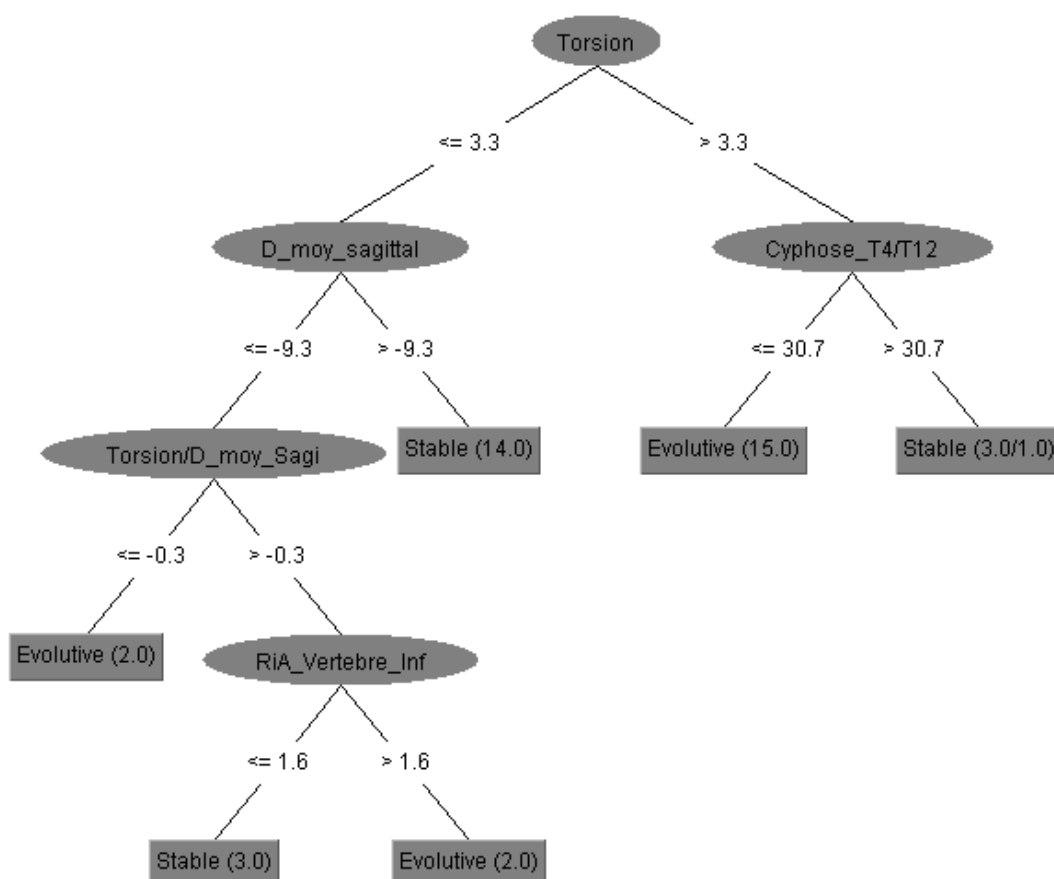 Torsion
<= 3.3
> 3.3
D_moy_sagittal
Cyphose_T4/T12
<= -9.3
> -9.3
<= 30.7
> 30.7
Torsion/D_moy_Sagi
Stable (14.0)
Evolutive (15.0)
Stable (3.0/1.0)
<= -0.3
> -0.3
Evolutive (2.0)
RiA_Vertebre_Inf
<= 1.6
> 1.6
Stable (3.0)
Evolutive (2.0)